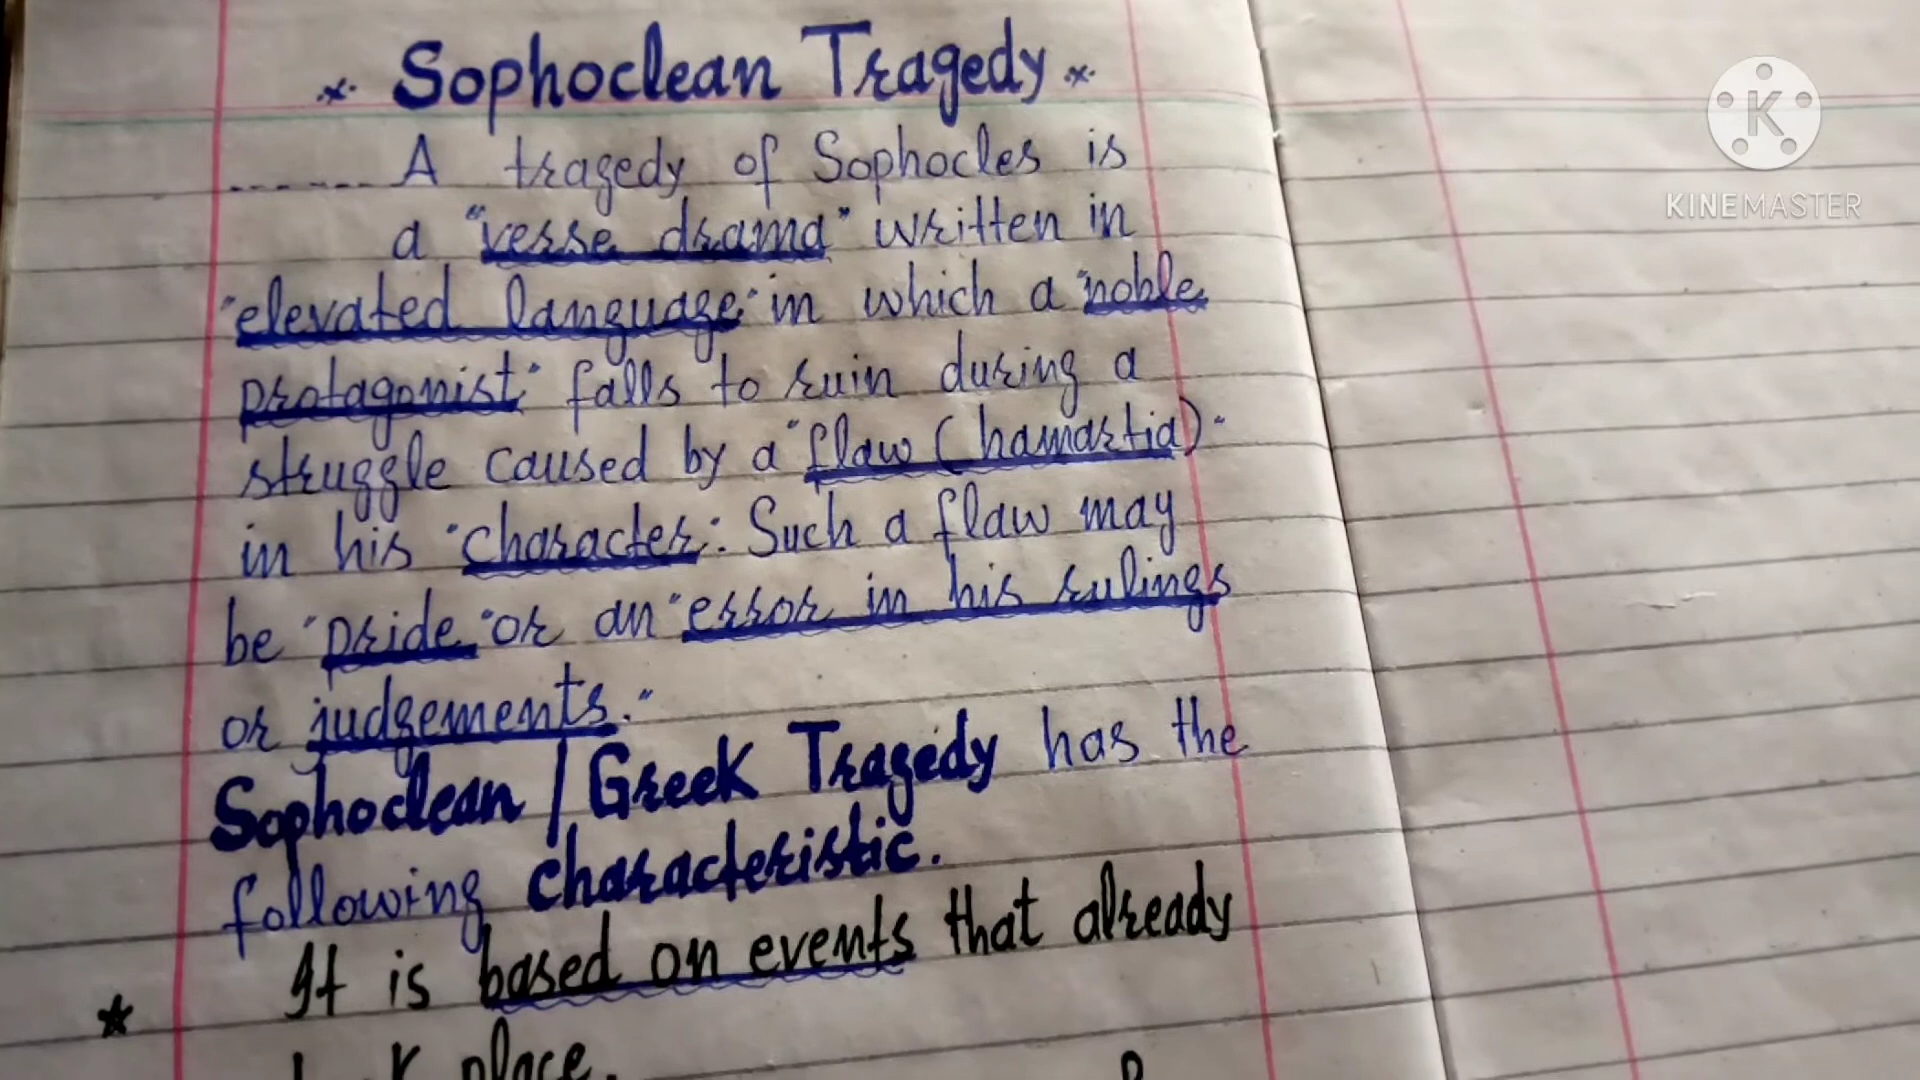 Sophoclean Tragedy
A tragedy of Sophocles is
a "verse drama" written in
"elevated language" in which a "noble
protagonist" falls to ruin during a
struggle caused by a "flaw (hamartia)"
in his "character". Such a flaw may
be "pride" or an "error in his rulings
or judgements."
Sophoclean / Greek Tragedy has the
following characteristic.
★ It is based on events that already
place.
K
KINEMASTER